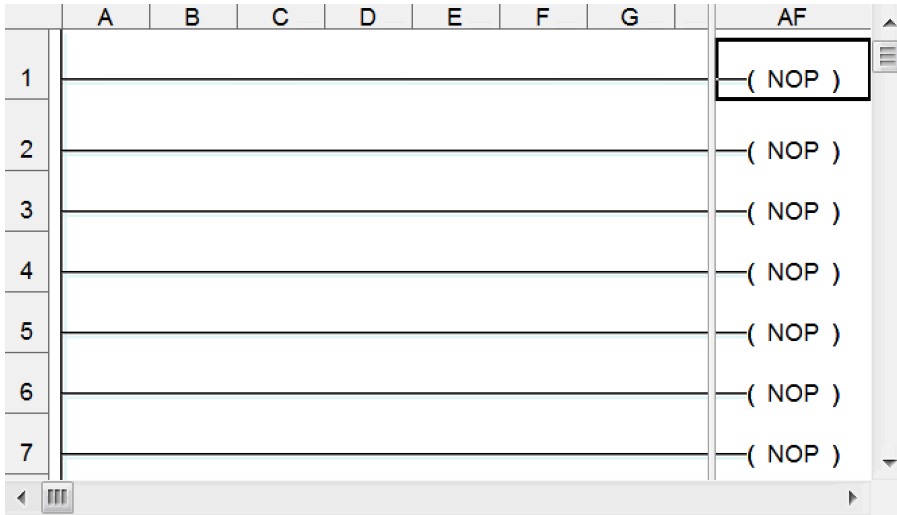 A B C D E F G AF
1 ( NOP )
2 ( NOP )
3 ( NOP )
4 ( NOP )
5 ( NOP )
6 ( NOP )
7 ( NOP )